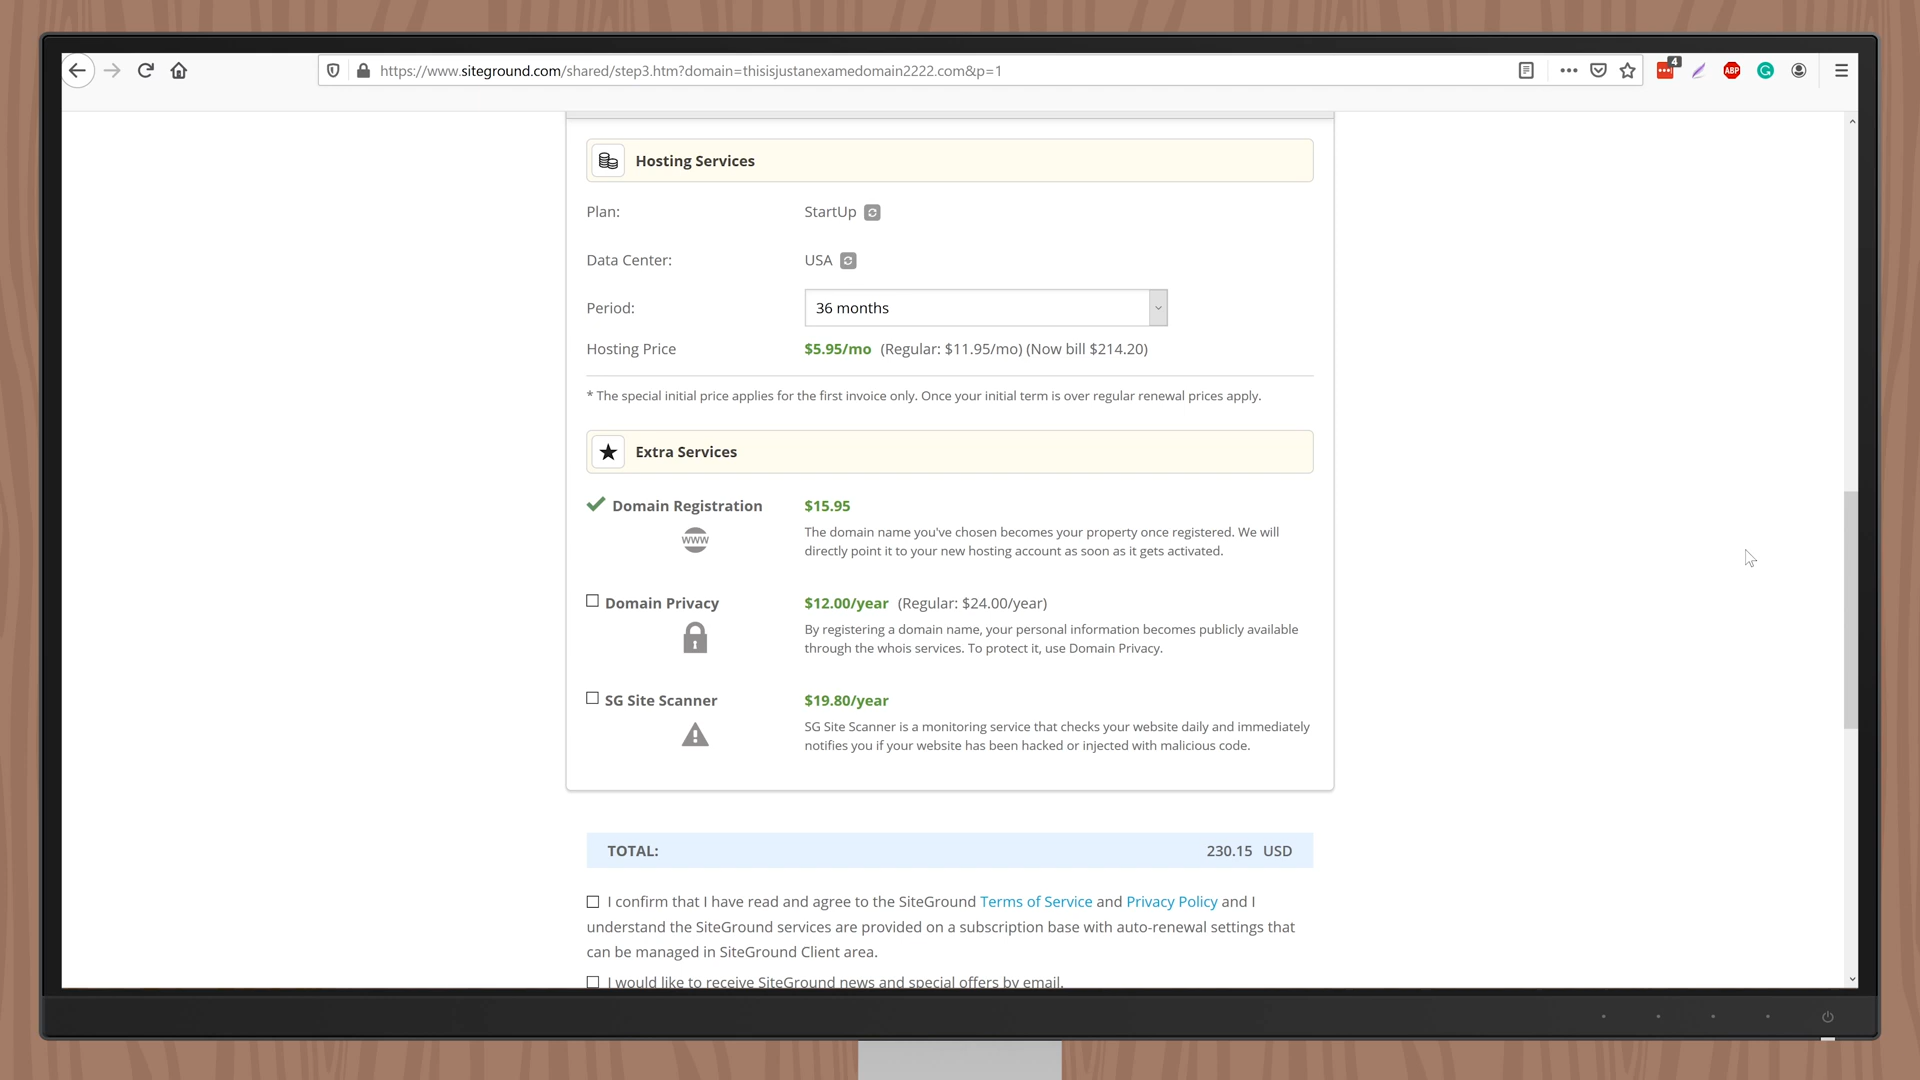 https://www.siteground.com/shared/step3.htm?domain=thisisjustanexamedomain2222.com&p=1
4
ABP
Hosting Services
Plan: StartUp
Data Center: USA
Period: 36 months
Hosting Price $5.95/mo (Regular: $11.95/mo) (Now bill $214.20)
* The special initial price applies for the first invoice only. Once your initial term is over regular renewal prices apply.
Extra Services
Domain Registration $15.95
www
The domain name you've chosen becomes your property once registered. We will
directly point it to your new hosting account as soon as it gets activated.
Domain Privacy $12.00/year (Regular: $24.00/year)
By registering a domain name, your personal information becomes publicly available
through the whois services. To protect it, use Domain Privacy.
SG Site Scanner $19.80/year
SG Site Scanner is a monitoring service that checks your website daily and immediately
notifies you if your website has been hacked or injected with malicious code.
TOTAL: 230.15 USD
I confirm that I have read and agree to the SiteGround Terms of Service and Privacy Policy and I
understand the SiteGround services are provided on a subscription base with auto-renewal settings that
can be managed in SiteGround Client area.
I would like to receive SiteGround news and special offers by email.